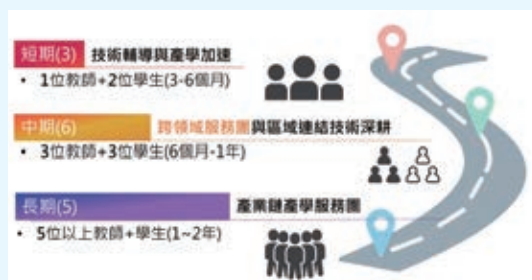 短期(3) 技術輔導與產學加速
• 1位教師+2位學生(3-6個月)
中期(6) 跨領域服務團與區域連結技術深耕
• 3位教師+3位學生(6個月-1年)
長期(5) 產業鏈產學服務團
• 5位以上教師+學生(1~2年)